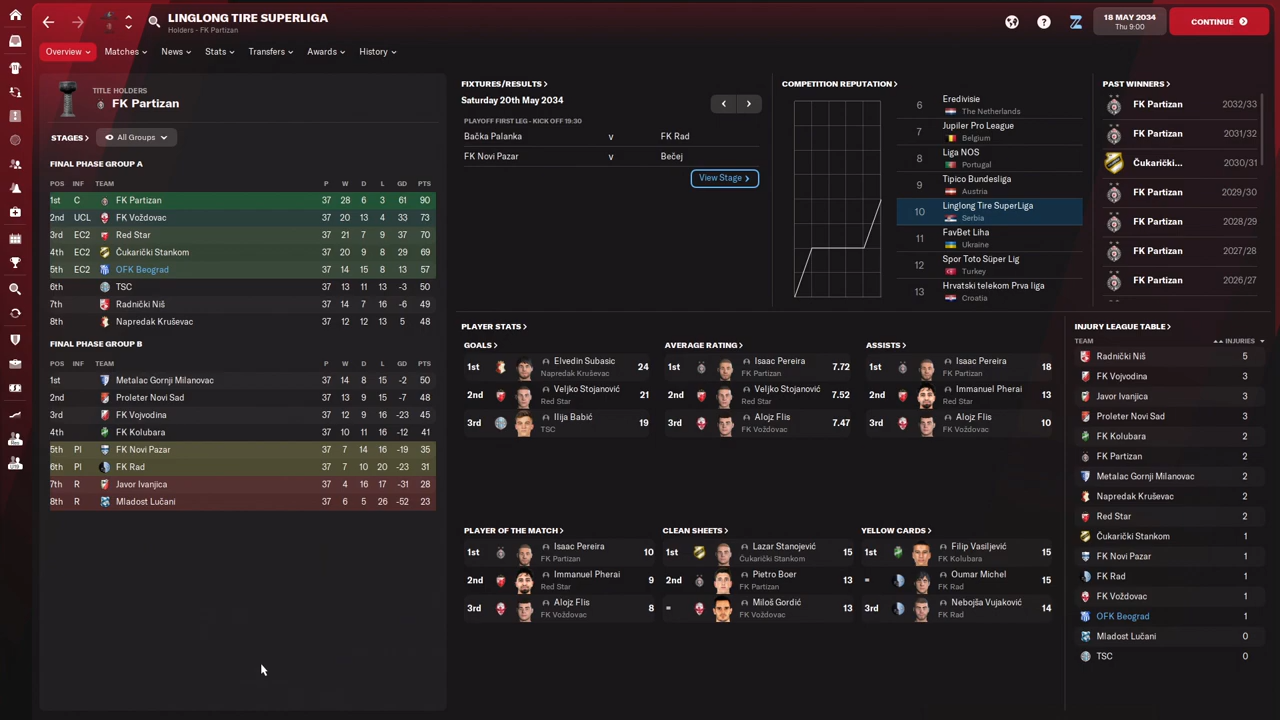 LINGLONG TIRE SUPERLIGA
Holders - FK Partizan
18 MAY 2034
Thu 9:00
CONTINUE
Overview
Matches
News
Stats
Transfers
Awards
History
TITLE HOLDERS
FK Partizan
STAGES
All Groups
FINAL PHASE GROUP A
POS INF TEAM P W D L GD PTS
1st C FK Partizan 37 28 6 3 61 90
2nd UCL FK Voždovac 37 20 13 4 33 73
3rd EC2 Red Star 37 21 7 9 37 70
4th EC2 Čukarički Stankom 37 20 9 8 29 69
5th EC2 OFK Beograd 37 14 15 8 13 57
6th TSC 37 13 11 13 -3 50
7th Radnički Niš 37 14 7 16 -6 49
8th Napredak Kruševac 37 12 12 13 5 48
FINAL PHASE GROUP B
POS INF TEAM P W D L GD PTS
1st Metalac Gornji Milanovac 37 14 8 15 -2 50
2nd Proleter Novi Sad 37 13 9 15 -7 48
3rd FK Vojvodina 37 12 9 16 -23 45
4th FK Kolubara 37 10 11 16 -12 41
5th Pl FK Novi Pazar 37 7 14 16 -19 35
6th Pl FK Rad 37 7 10 20 -23 31
7th R Javor Ivanjica 37 4 16 17 -31 28
8th R Mladost Lučani 37 6 5 26 -52 23
FIXTURES/RESULTS
Saturday 20th May 2034
PLAYOFF FIRST LEG - KICK OFF 19:30
Bačka Palanka v FK Rad
FK Novi Pazar v Bečej
View Stage
COMPETITION REPUTATION
6 Eredivisie
The Netherlands
7 Jupiler Pro League
Belgium
8 Liga NOS
Portugal
9 Tipico Bundesliga
Austria
10 Linglong Tire SuperLiga
Serbia
11 FavBet Liha
Ukraine
12 Spor Toto Süper Lig
Turkey
13 Hrvatski telekom Prva liga
Croatia
PAST WINNERS
FK Partizan 2032/33
FK Partizan 2031/32
Čukarički... 2030/31
FK Partizan 2029/30
FK Partizan 2028/29
FK Partizan 2027/28
FK Partizan 2026/27
PLAYER STATS
GOALS
1st Elvedin Subasic 24
Napredak Kruševac
2nd Veljko Stojanović 21
Red Star
3rd Ilija Babić 19
TSC
AVERAGE RATING
1st Isaac Pereira 7.72
FK Partizan
2nd Veljko Stojanović 7.52
Red Star
3rd Alojz Flis 7.47
FK Voždovac
ASSISTS
1st Isaac Pereira 18
FK Partizan
2nd Immanuel Pherai 13
Red Star
3rd Alojz Flis 10
FK Voždovac
PLAYER OF THE MATCH
1st Isaac Pereira 10
FK Partizan
2nd Immanuel Pherai 9
Red Star
3rd Alojz Flis 8
FK Voždovac
CLEAN SHEETS
1st Lazar Stanojević 15
Čukarički Stankom
2nd Pietro Boer 13
FK Partizan
= Miloš Gordić 13
FK Voždovac
YELLOW CARDS
1st Filip Vasiljević 15
FK Kolubara
= Oumar Michel 15
FK Rad
3rd Nebojša Vujaković 14
FK Rad
INJURY LEAGUE TABLE
TEAM INJURIES
Radnički Niš 5
FK Vojvodina 3
Javor Ivanjica 3
Proleter Novi Sad 3
FK Kolubara 2
FK Partizan 2
Metalac Gornji Milanovac 2
Napredak Kruševac 2
Red Star 2
Čukarički Stankom 1
FK Novi Pazar 1
FK Rad 1
FK Voždovac 1
OFK Beograd 1
Mladost Lučani 0
TSC 0